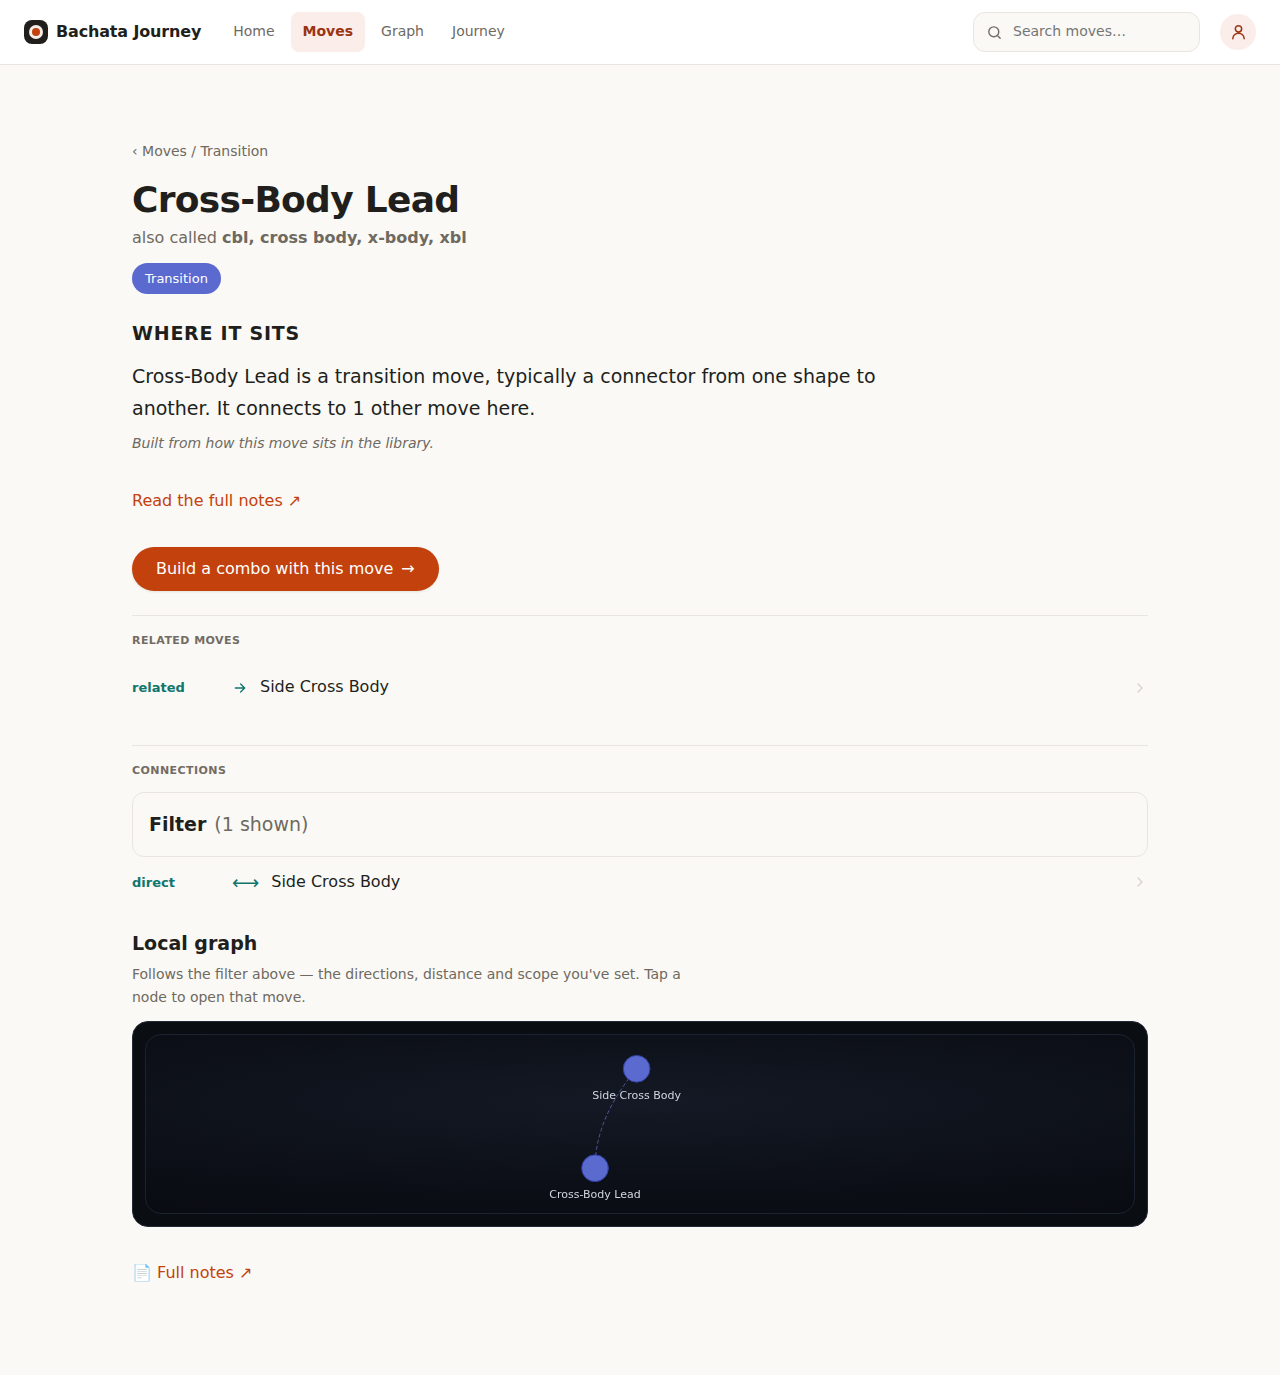 Bachata Journey
Home
Moves
Graph
Journey
Search moves...
‹ Moves / Transition
Cross-Body Lead
also called cbl, cross body, x-body, xbl
Transition
WHERE IT SITS
Cross-Body Lead is a transition move, typically a connector from one shape to
another. It connects to 1 other move here.
Built from how this move sits in the library.
Read the full notes ↗
Build a combo with this move →
RELATED MOVES
related → Side Cross Body
CONNECTIONS
Filter (1 shown)
direct ⟷ Side Cross Body
Local graph
Follows the filter above — the directions, distance and scope you've set. Tap a
node to open that move.
Side Cross Body
Cross-Body Lead
📄 Full notes ↗